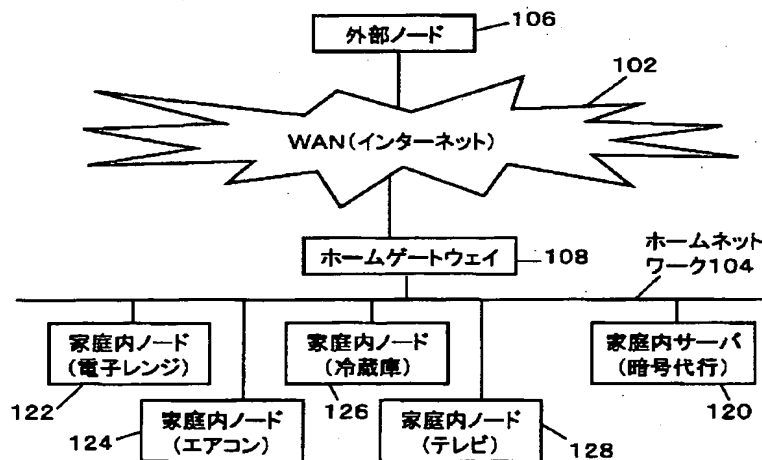 外部ノード
106
102
WAN(インターネット)
ホームゲートウェイ
108
ホームネット
ワーク104
家庭内ノード
(電子レンジ)
122
家庭内ノード
(冷蔵庫)
126
家庭内サーバ
(暗号代行)
120
124
家庭内ノード
(エアコン)
家庭内ノード
(テレビ)
128